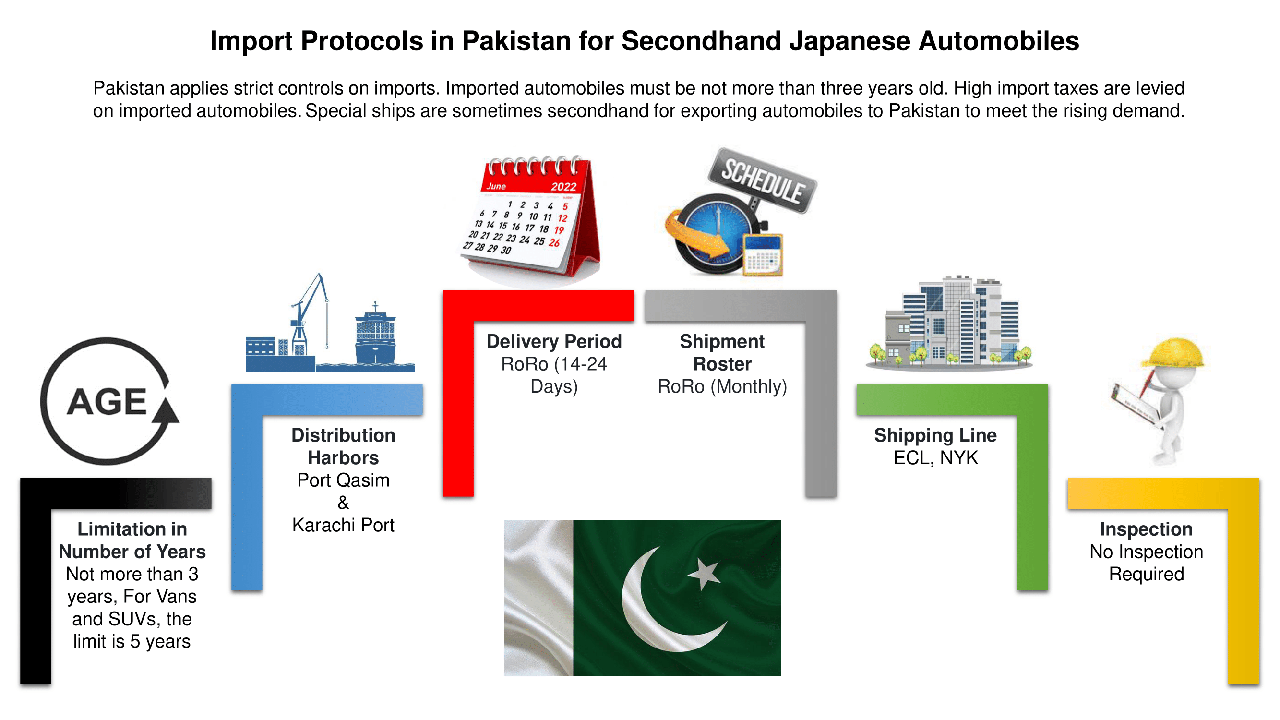 Import Protocols in Pakistan for Secondhand Japanese Automobiles
Pakistan applies strict controls on imports. Imported automobiles must be not more than three years old. High import taxes are levied
on imported automobiles. Special ships are sometimes secondhand for exporting automobiles to Pakistan to meet the rising demand.
AGE
Limitation in
Number of Years
Not more than 3
years, For Vans
and SUVs, the
limit is 5 years
Distribution
Harbors
Port Qasim
&
Karachi Port
June 2022
1 2 3 4 5
6 7 8 9 10 11 12
13 14 15 16 17 18 19
20 21 22 23 24 25 26
27 28 29 30
Delivery Period
RoRo (14-24
Days)
SCHEDULE
Shipment
Roster
RoRo (Monthly)
Shipping Line
ECL, NYK
Inspection
No Inspection
Required